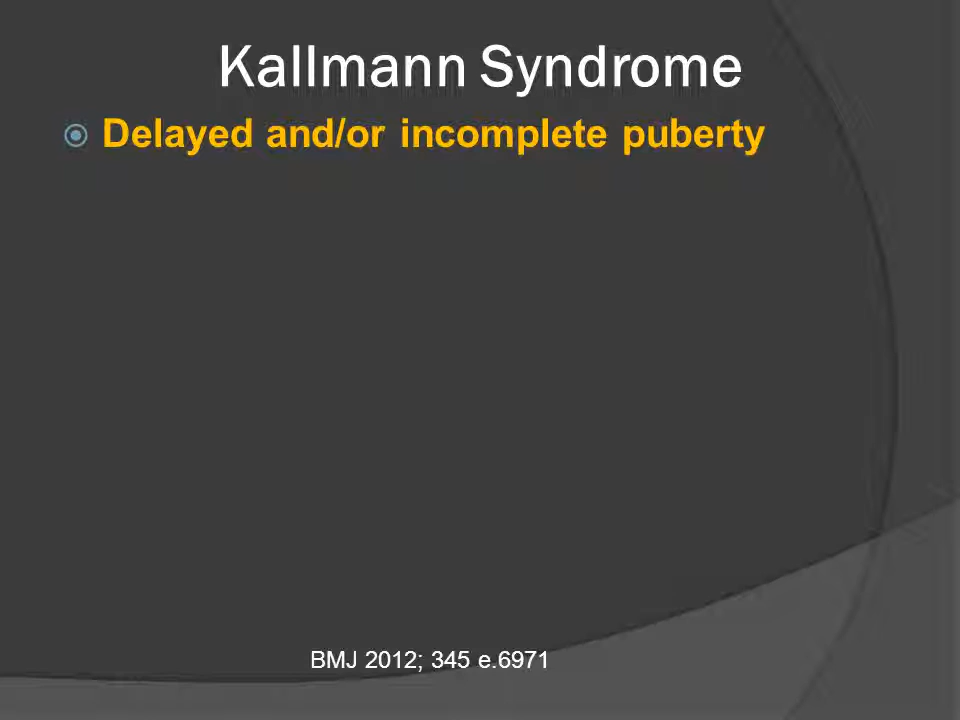 Kallmann Syndrome
Delayed and/or incomplete puberty
BMJ 2012; 345 e.6971